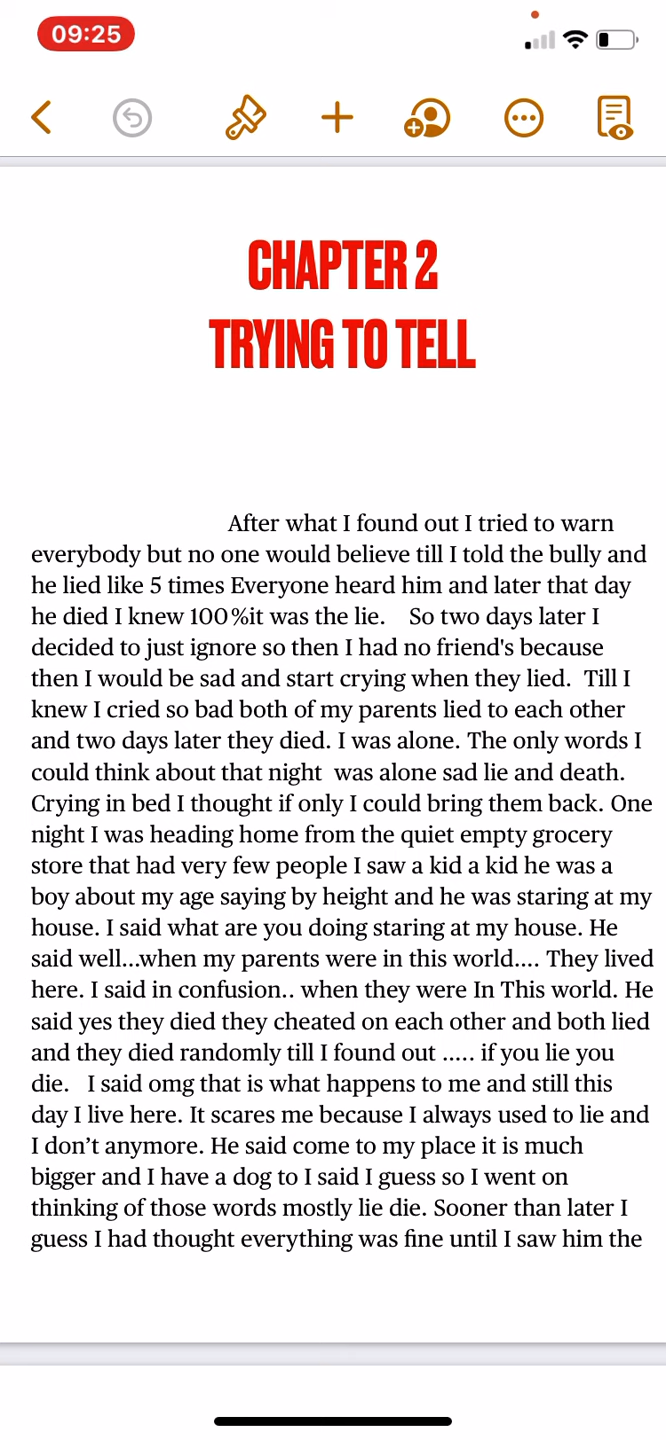 09:25
CHAPTER 2
TRYING TO TELL
After what I found out I tried to warn
everybody but no one would believe till I told the bully and
he lied like 5 times Everyone heard him and later that day
he died I knew 100%it was the lie.    So two days later I
decided to just ignore so then I had no friend's because
then I would be sad and start crying when they lied.  Till I
knew I cried so bad both of my parents lied to each other
and two days later they died. I was alone. The only words I
could think about that night  was alone sad lie and death.
Crying in bed I thought if only I could bring them back. One
night I was heading home from the quiet empty grocery
store that had very few people I saw a kid a kid he was a
boy about my age saying by height and he was staring at my
house. I said what are you doing staring at my house. He
said well...when my parents were in this world.... They lived
here. I said in confusion.. when they were In This world. He
said yes they died they cheated on each other and both lied
and they died randomly till I found out ..... if you lie you
die.   I said omg that is what happens to me and still this
day I live here. It scares me because I always used to lie and
I don’t anymore. He said come to my place it is much
bigger and I have a dog to I said I guess so I went on
thinking of those words mostly lie die. Sooner than later I
guess I had thought everything was fine until I saw him the